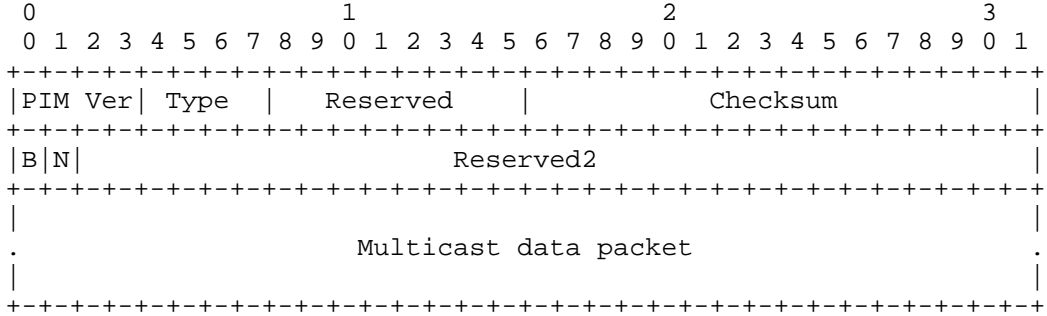 0                   1                   2                   3
 0 1 2 3 4 5 6 7 8 9 0 1 2 3 4 5 6 7 8 9 0 1 2 3 4 5 6 7 8 9 0 1
+-+-+-+-+-+-+-+-+-+-+-+-+-+-+-+-+-+-+-+-+-+-+-+-+-+-+-+-+-+-+-+-+
|PIM Ver| Type  |   Reserved    |           Checksum            |
+-+-+-+-+-+-+-+-+-+-+-+-+-+-+-+-+-+-+-+-+-+-+-+-+-+-+-+-+-+-+-+-+
|B|N|                       Reserved2                           |
+-+-+-+-+-+-+-+-+-+-+-+-+-+-+-+-+-+-+-+-+-+-+-+-+-+-+-+-+-+-+-+-+
|                                                               |
.                     Multicast data packet                     .
|                                                               |
+-+-+-+-+-+-+-+-+-+-+-+-+-+-+-+-+-+-+-+-+-+-+-+-+-+-+-+-+-+-+-+-+